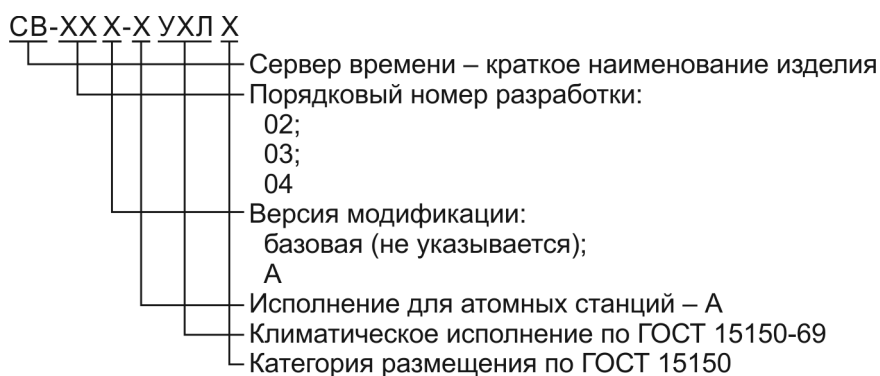 СВ-ХХ Х-Х УХЛ Х
Сервер времени – краткое наименование изделия
Порядковый номер разработки:
02;
03;
04
Версия модификации:
базовая (не указывается);
А
Исполнение для атомных станций – А
Климатическое исполнение по ГОСТ 15150-69
Категория размещения по ГОСТ 15150